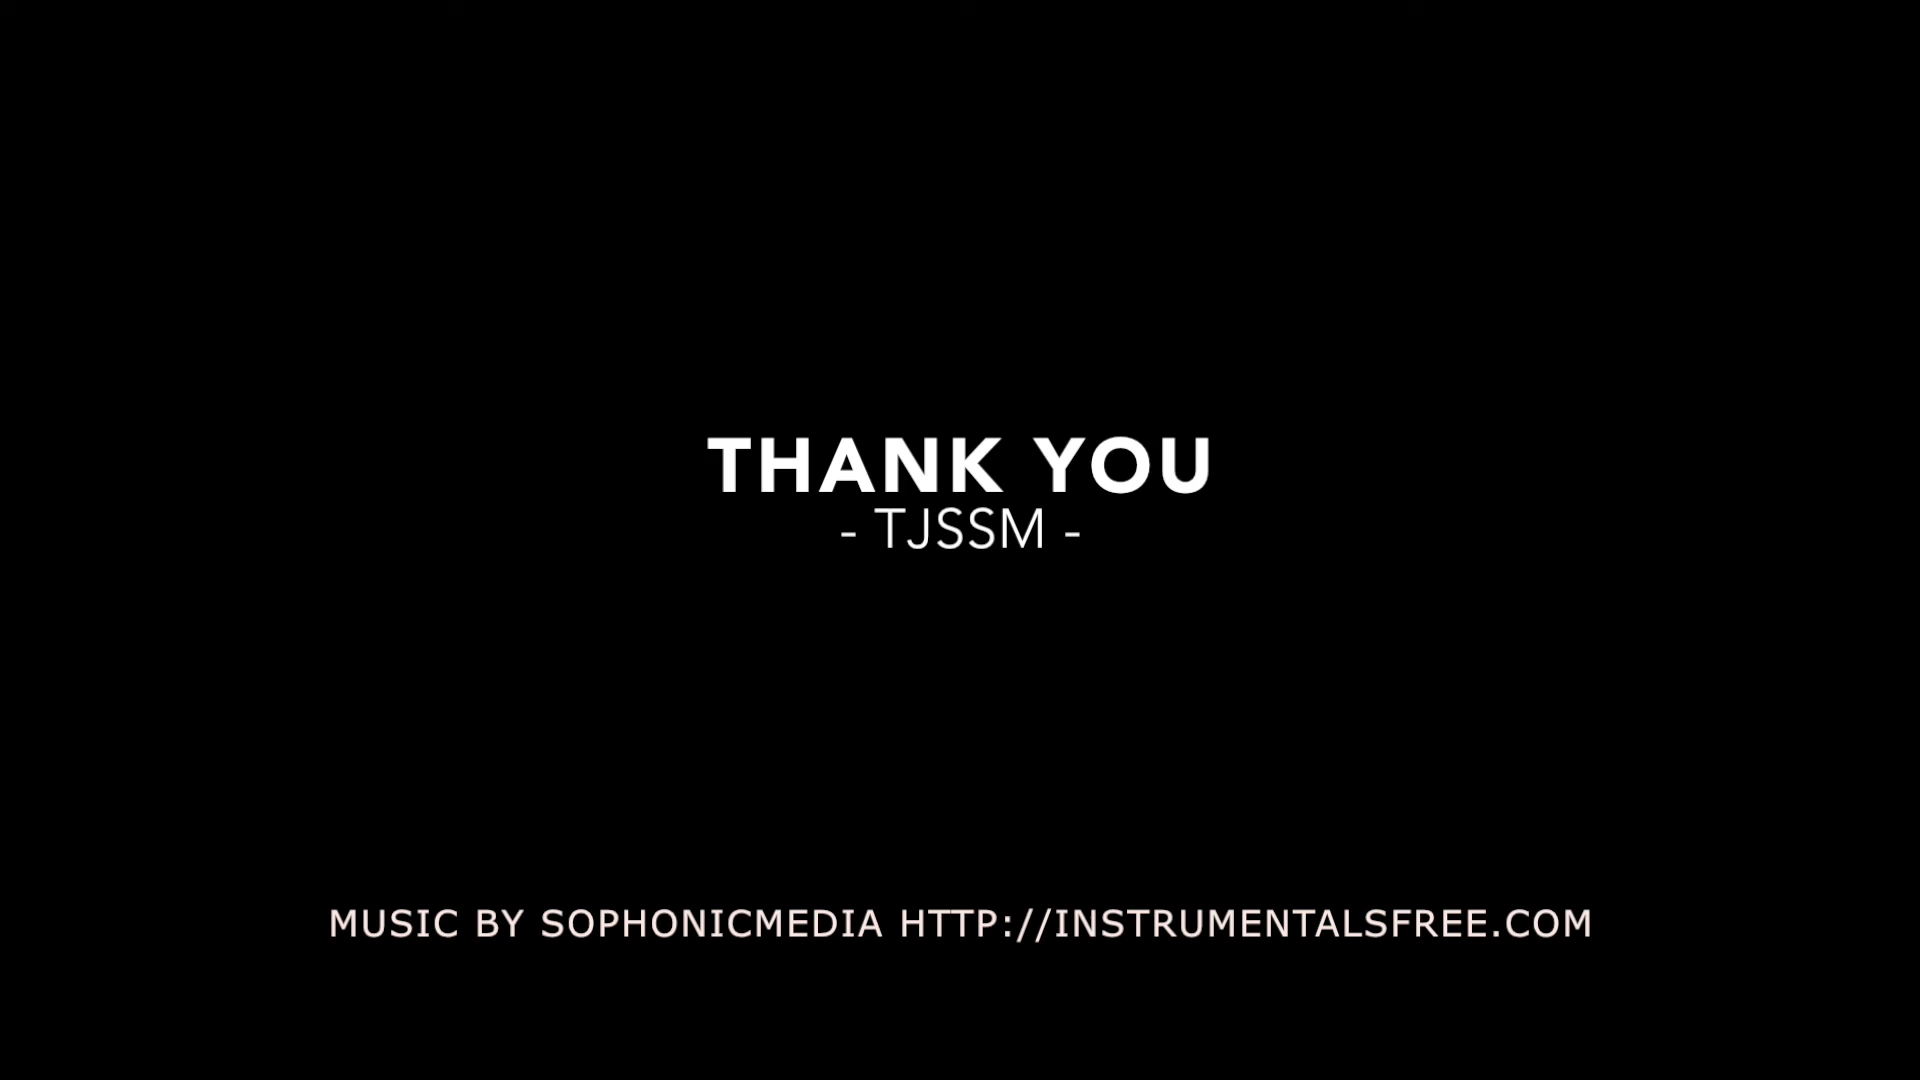 THANK YOU
- TJSSM -
MUSIC BY SOPHONICMEDIA HTTP://INSTRUMENTALSFREE.COM